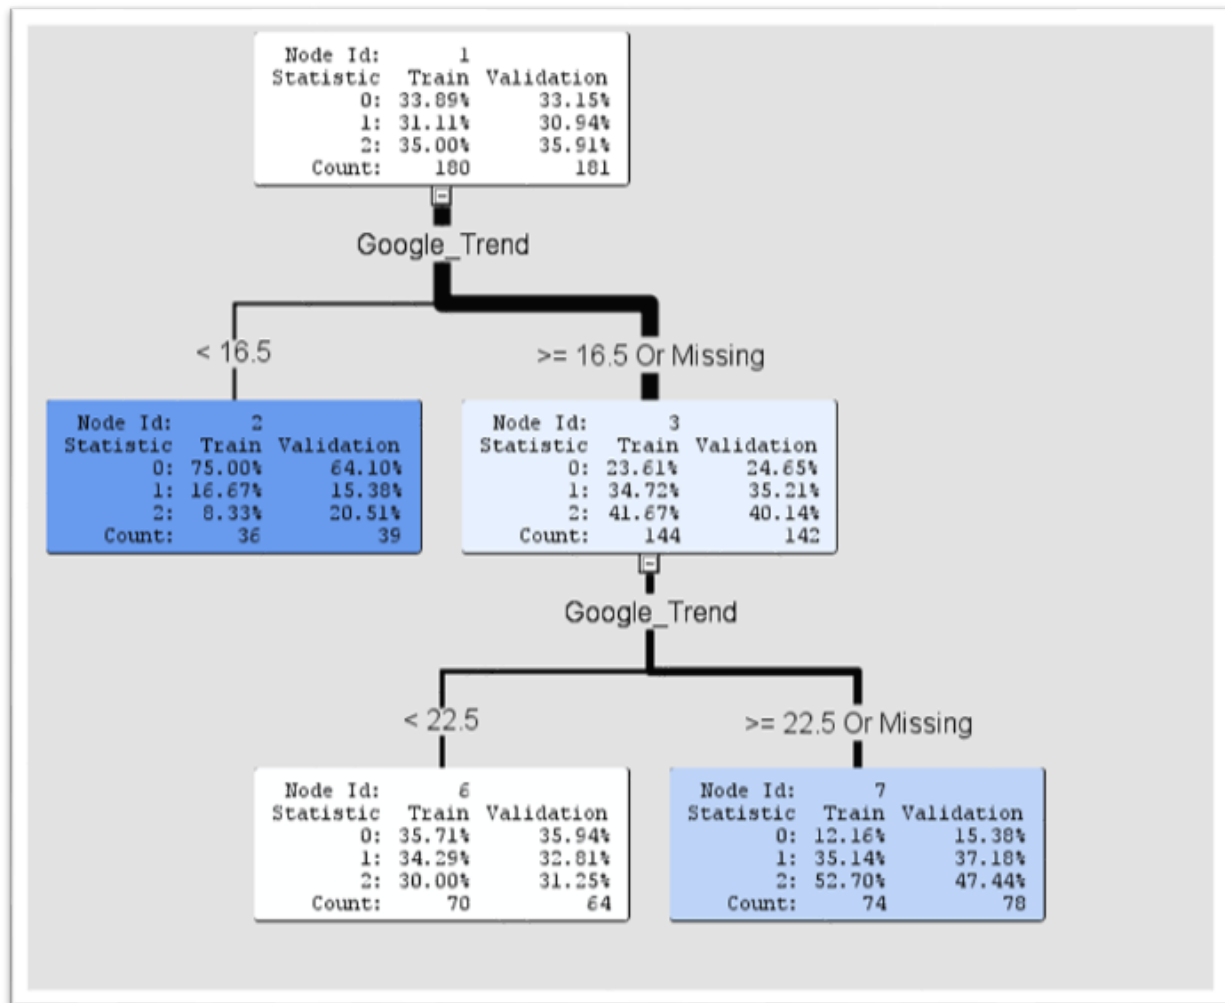 Node Id: 1
Statistic Train Validation
0: 33.89% 33.15%
1: 31.11% 30.94%
2: 35.00% 35.91%
Count: 180 181
Google_Trend
< 16.5
>= 16.5 Or Missing
Node Id: 2
Statistic Train Validation
0: 75.00% 64.10%
1: 16.67% 15.38%
2: 8.33% 20.51%
Count: 36 39
Node Id: 3
Statistic Train Validation
0: 23.61% 24.65%
1: 34.72% 35.21%
2: 41.67% 40.14%
Count: 144 142
Google_Trend
< 22.5
>= 22.5 Or Missing
Node Id: 6
Statistic Train Validation
0: 35.71% 35.94%
1: 34.29% 32.81%
2: 30.00% 31.25%
Count: 70 64
Node Id: 7
Statistic Train Validation
0: 12.16% 15.38%
1: 35.14% 37.18%
2: 52.70% 47.44%
Count: 74 78